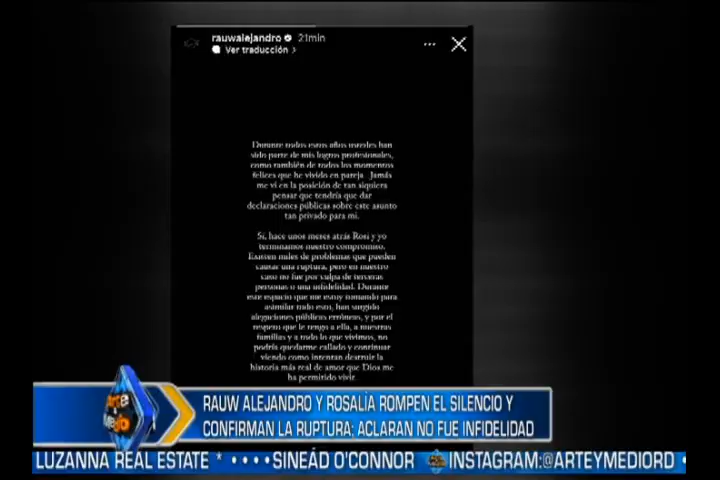 rauwalejandro 21min
Ver traducción >
Durante todos estos años ustedes han
sido parte de mis logros profesionales,
como también de todos los momentos
felices que he vivido en pareja. Jamás
me vi en la posición de tan siquiera
pensar que tendría que dar
declaraciones públicas sobre este asunto
tan privado para mi.
Sí, hace unos meses atrás Rosi y yo
terminamos nuestro compromiso.
Existen miles de problemas que pueden
causar una ruptura, pero en nuestro
caso no fue por culpa de terceras
personas o una infidelidad. Durante
este espacio que me estoy tomando para
asimilar todo esto, han surgido
alegaciones públicas erróneas, y por el
respeto que le tengo a ella, a nuestras
familias y a todo lo que vivimos, no
podría quedarme callado y continuar
viendo como intentan destruir la
historia más real de amor que Dios me
ha permitido vivir.
RAUW ALEJANDRO Y ROSALÍA ROMPEN EL SILENCIO Y
CONFIRMAN LA RUPTURA; ACLARAN NO FUE INFIDELIDAD
LUZANNA REAL ESTATE * • • • • SINEÁD O'CONNOR INSTAGRAM:@ARTEYMEDIORD •